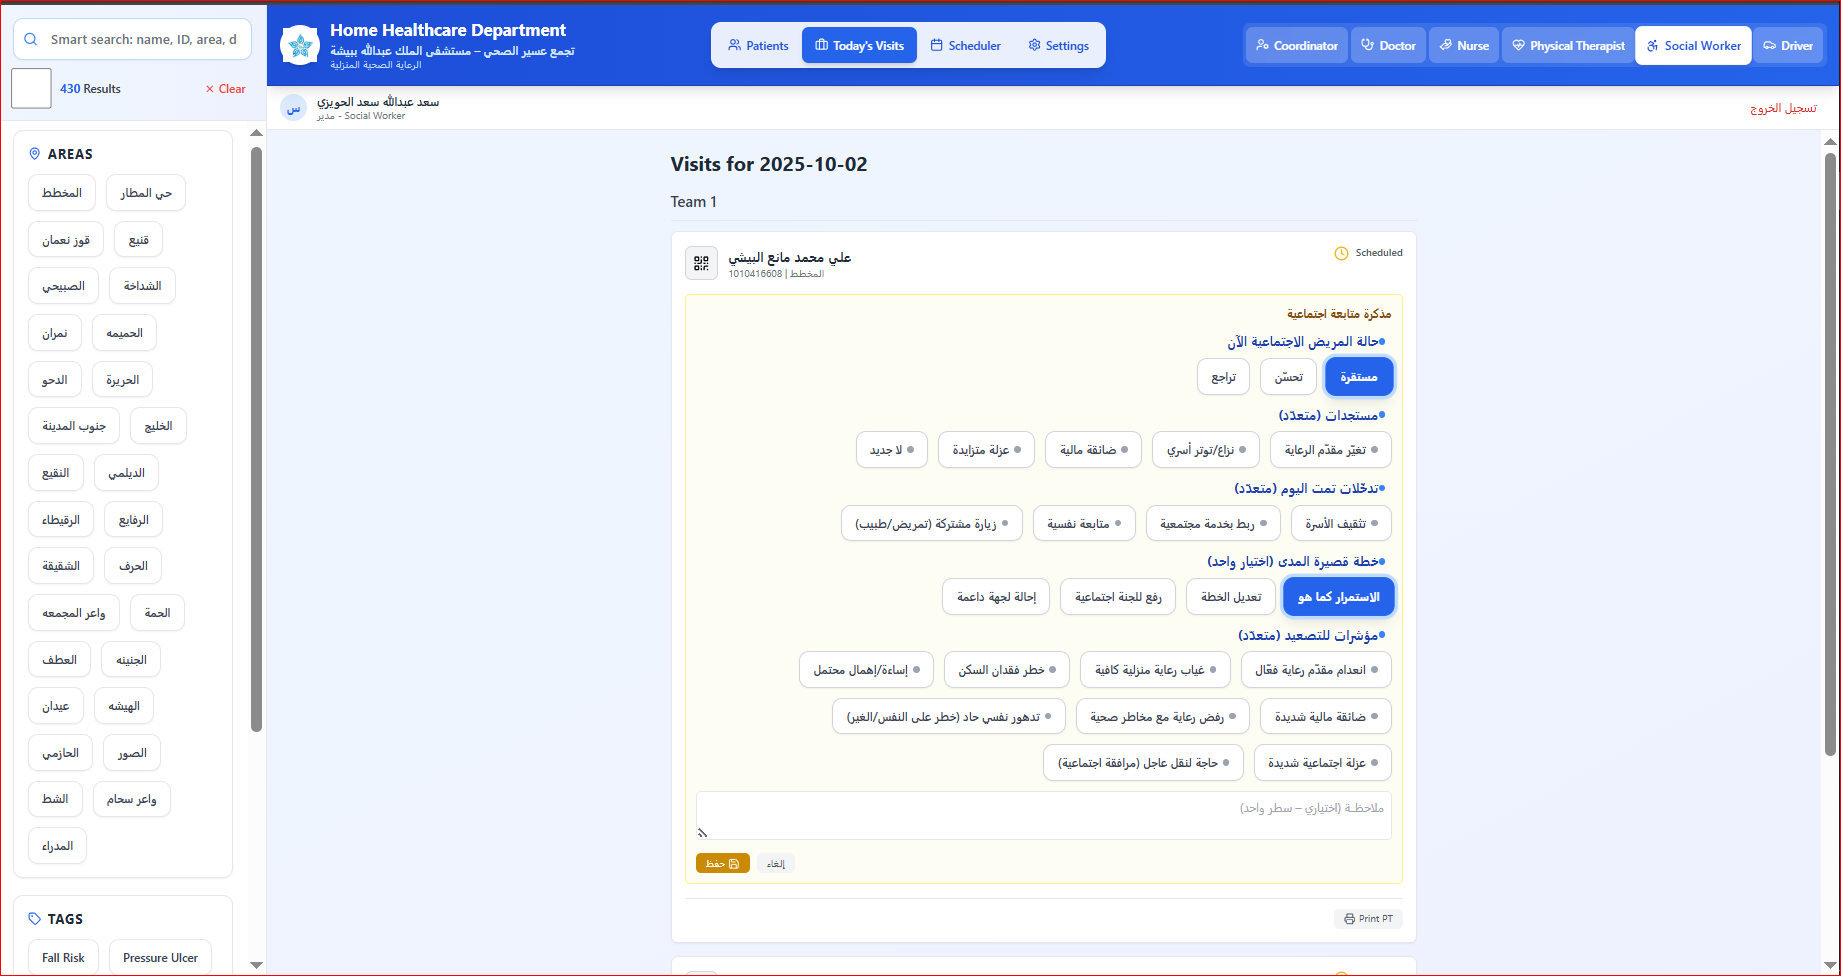 Smart search: name, ID, area, d
430 Results
Clear
AREAS
حي المطار
المخطط
قنيع
قوز نعمان
الشداخة
الصبيحي
الحميمه
نمران
الحريرة
الدحو
الخليج
جنوب المدينة
الديلمي
النقيع
الرفايع
الرقيطاء
الحرف
الشقيقة
الحمة
واعر المجمعه
الجنينه
العطف
الهيشه
عيدان
الصور
الحازمي
واعر سحام
الشط
المدراء
TAGS
Fall Risk
Pressure Ulcer
Home Healthcare Department
تجمع عسير الصحي – مستشفى الملك عبدالله ببيشة
الرعاية الصحية المنزلية
Patients
Today's Visits
Scheduler
Settings
Coordinator
Doctor
Nurse
Physical Therapist
Social Worker
Driver
س
سعد عبدالله سعد الحويزي
مدير - Social Worker
تسجيل الخروج
Visits for 2025-10-02
Team 1
علي محمد مانع البيشي
1010416608 | المخطط
Scheduled
مذكرة متابعة اجتماعية
حالة المريض الاجتماعية الآن
مستقرة
تحسّن
تراجع
مستجدات (متعدّد)
تغيّر مقدّم الرعاية
نزاع/توتر أسري
ضائقة مالية
عزلة متزايدة
لا جديد
تدخّلات تمت اليوم (متعدّد)
تثقيف الأسرة
ربط بخدمة مجتمعية
متابعة نفسية
زيارة مشتركة (تمريض/طبيب)
خطة قصيرة المدى (اختيار واحد)
الاستمرار كما هو
تعديل الخطة
رفع للجنة اجتماعية
إحالة لجهة داعمة
مؤشرات للتصعيد (متعدّد)
انعدام مقدّم رعاية فعّال
غياب رعاية منزلية كافية
خطر فقدان السكن
إساءة/إهمال محتمل
ضائقة مالية شديدة
رفض رعاية مع مخاطر صحية
تدهور نفسي حاد (خطر على النفس/الغير)
عزلة اجتماعية شديدة
حاجة لنقل عاجل (مرافقة اجتماعية)
ملاحظة (اختياري – سطر واحد)
حفظ
إلغاء
Print PT